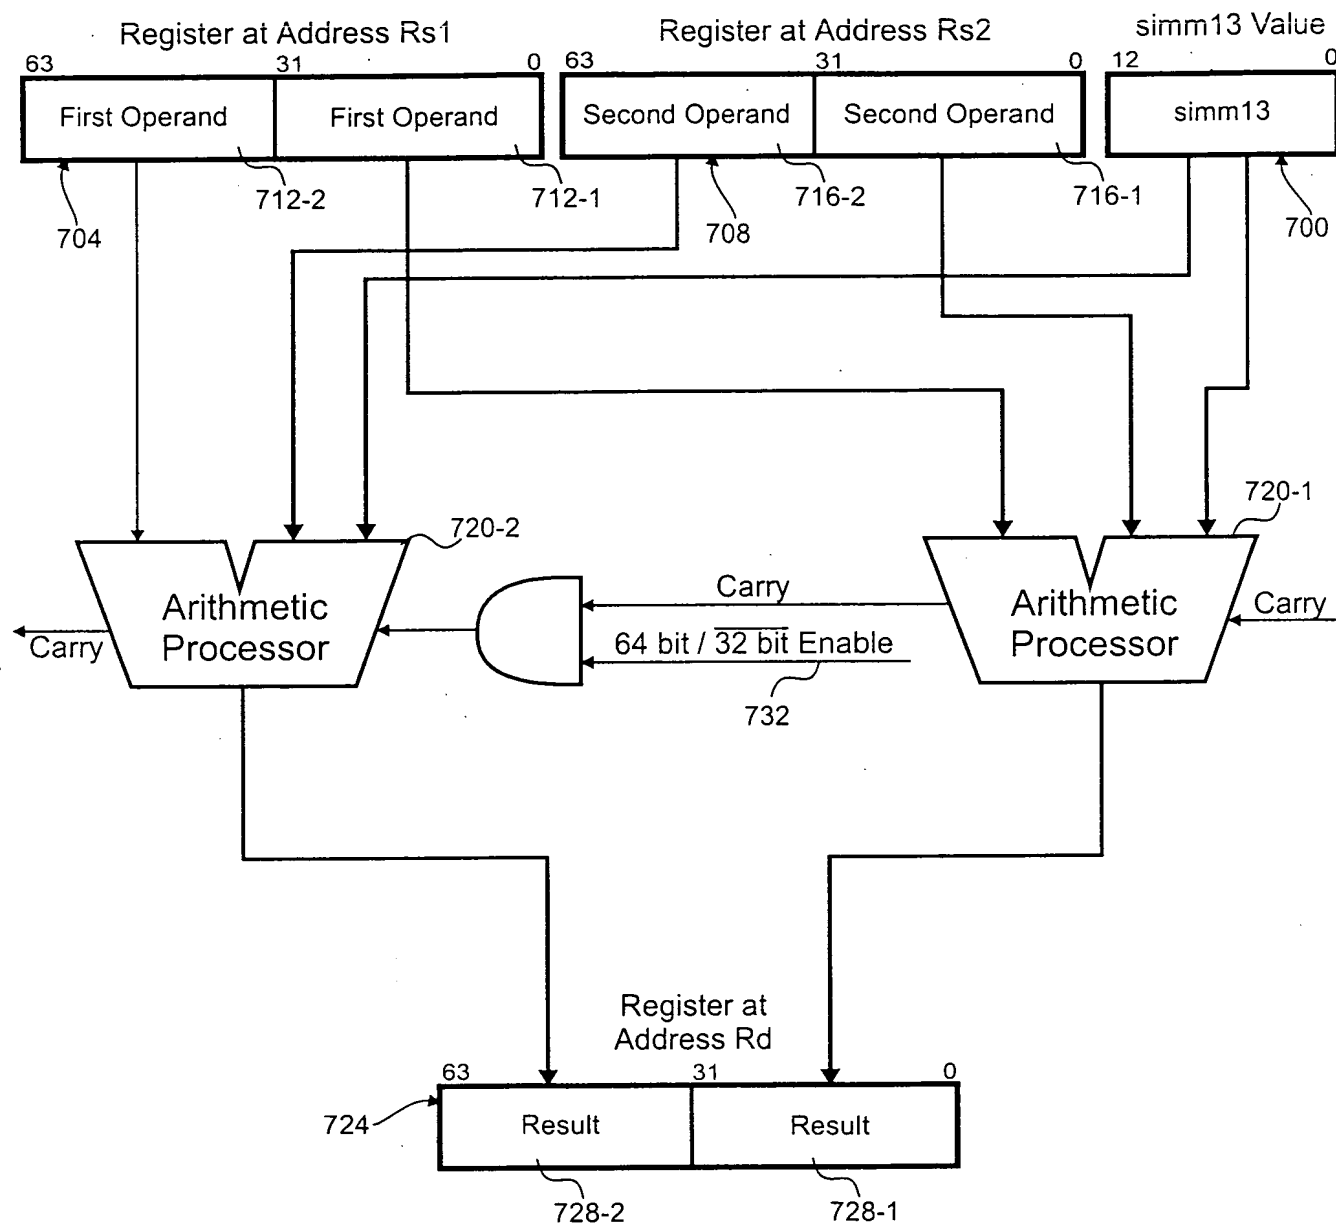 Register at Address Rs1
Register at Address Rs2
simm13 Value
63 31 0
63 31 0
12 0
First Operand
First Operand
Second Operand
Second Operand
simm13
712-2
712-1
716-2
716-1
704
708
700
720-2
720-1
Arithmetic
Processor
Carry
Carry
64 bit / 32 bit Enable
732
Arithmetic
Processor
Carry
Register at
Address Rd
63 31 0
724
Result
Result
728-2
728-1